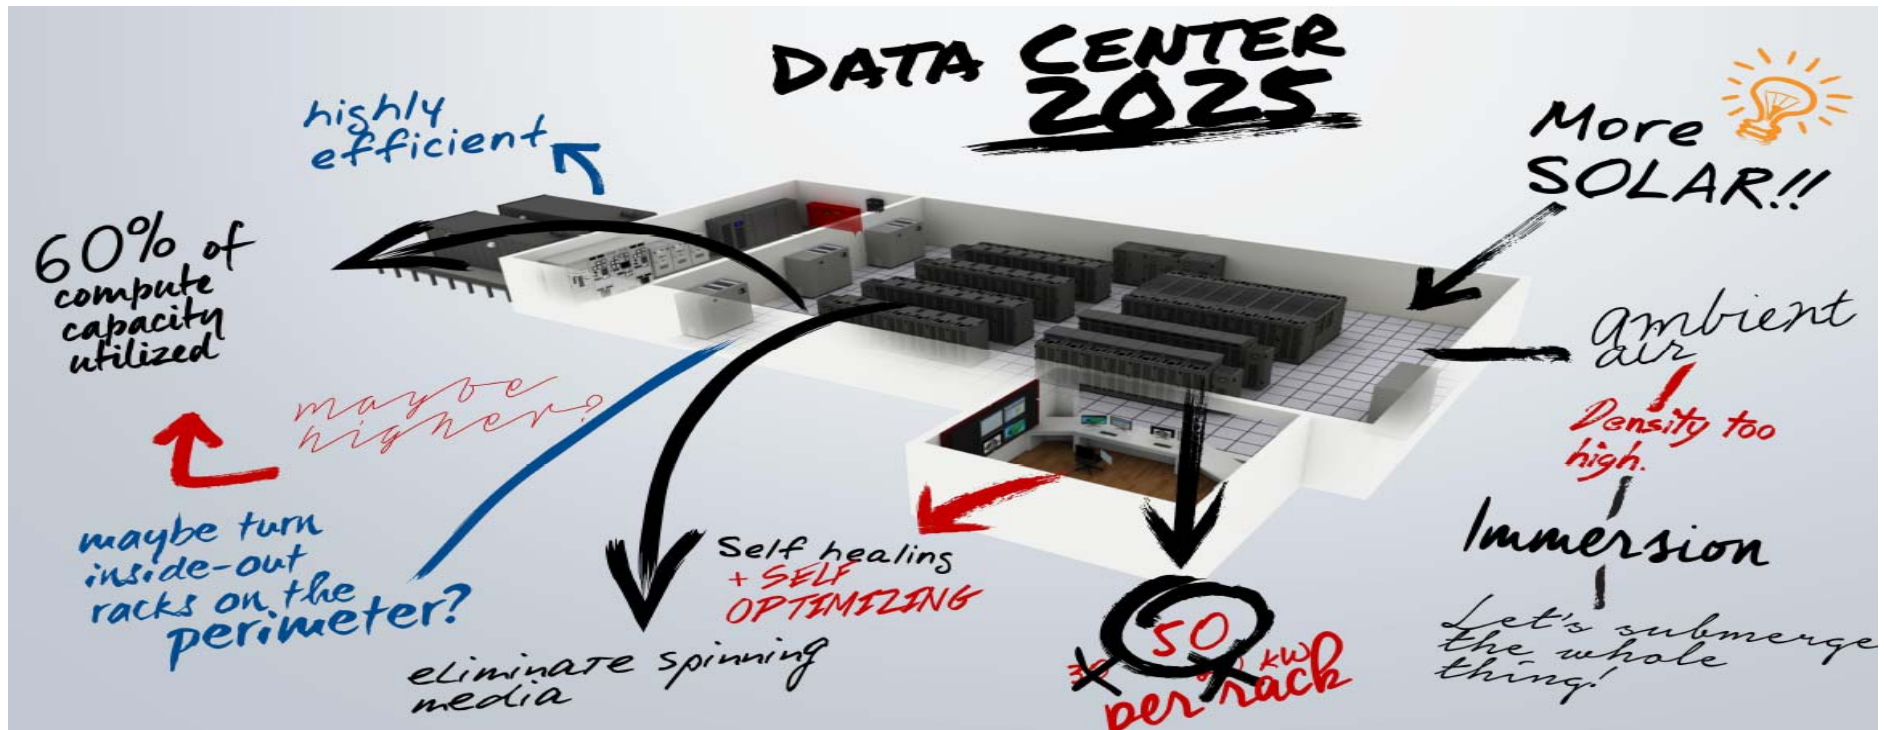 DATA CENTER
2025
highly
efficient
More
SOLAR!!
60% of
compute
capacity
utilized
maybe
higher?
maybe turn
inside-out
racks on the
perimeter?
eliminate spinning
media
Self healing
+ SELF
OPTIMIZING
50
kW
per rack
ambient
air
Density too
high.
Immersion
Let's submerge
the whole
thing!